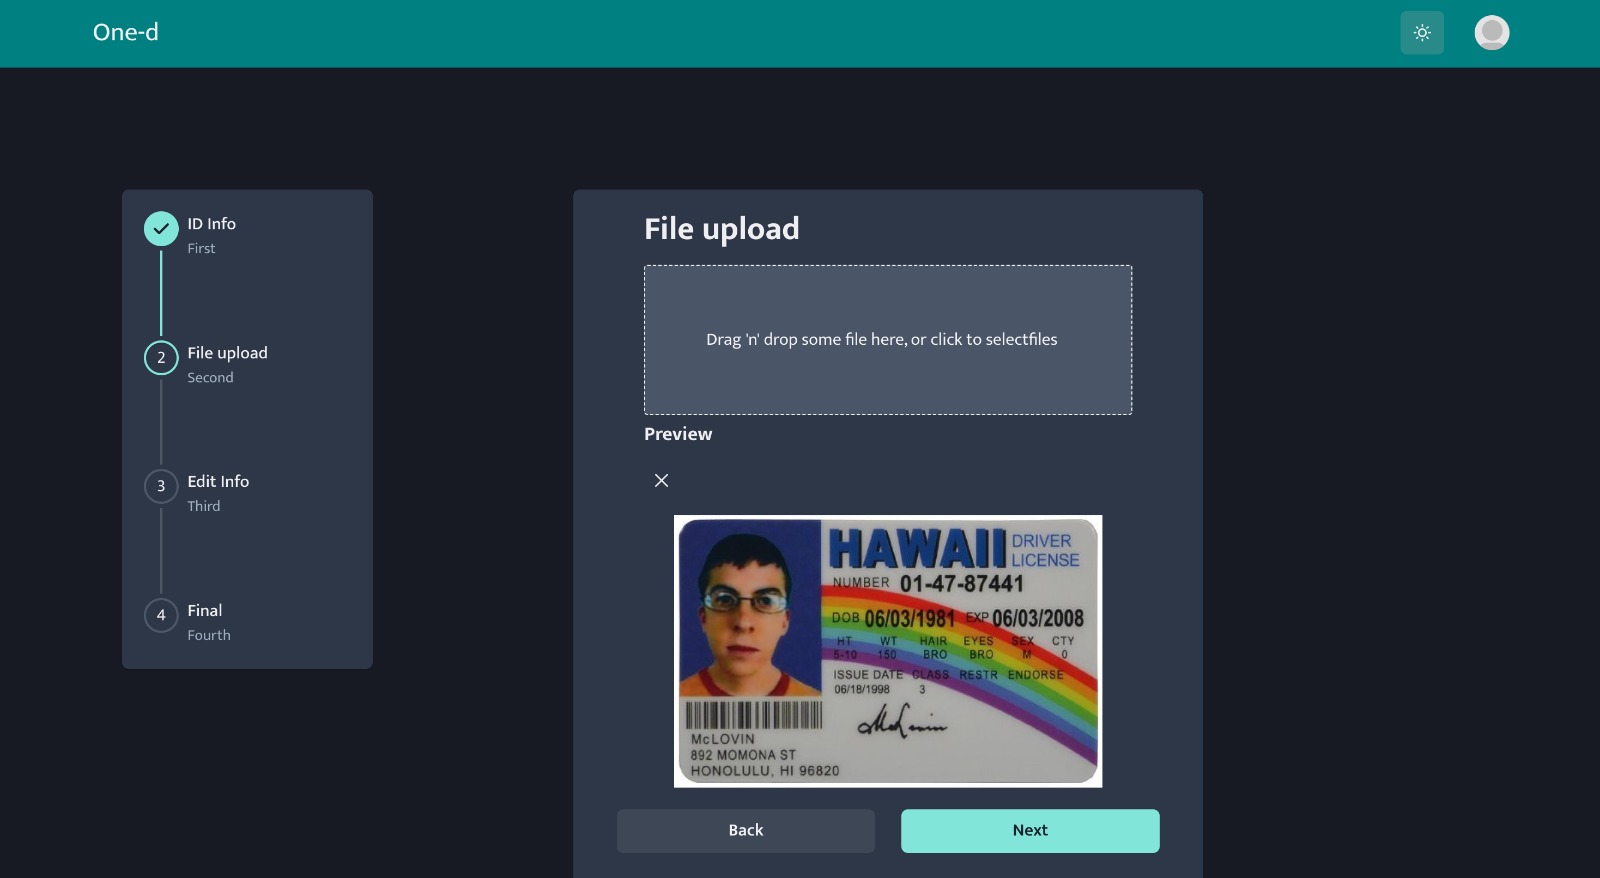 One-d
ID Info
First
2
File upload
Second
3
Edit Info
Third
4
Final
Fourth
File upload
Drag 'n' drop some file here, or click to selectfiles
Preview
HAWAII DRIVER LICENSE
NUMBER 01-47-87441
DOB 06/03/1981 EXP 06/03/2008
HT WT HAIR EYES SEX CTY
5-10 150 BRO BRO M 0
ISSUE DATE CLASS RESTR ENDORSE
06/18/1998 3
McLovin
McLOVIN
892 MOMONA ST
HONOLULU, HI 96820
Back
Next